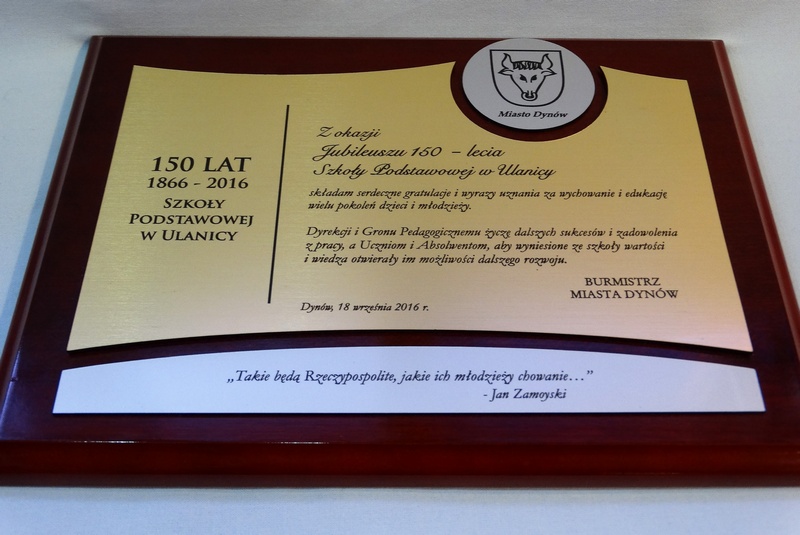 Miasto Dynów
150 LAT
1866 - 2016
SZKOŁY
PODSTAWOWEJ
W ULANICY
Z okazji
Jubileuszu 150 – lecia
Szkoły Podstawowej w Ulanicy
składam serdeczne gratulacje i wyrazy uznania za wychowanie i edukację
wielu pokoleń dzieci i młodzieży.
Dyrekcji i Gronu Pedagogicznemu życzę dalszych sukcesów i zadowolenia
z pracy, a Uczniom i Absolwentom, aby wyniesione ze szkoły wartości
i wiedza otwierały im możliwości dalszego rozwoju.
BURMISTRZ
MIASTA DYNÓW
Dynów, 18 września 2016 r.
„Takie będą Rzeczypospolite, jakie ich młodzieży chowanie…”
- Jan Zamoyski